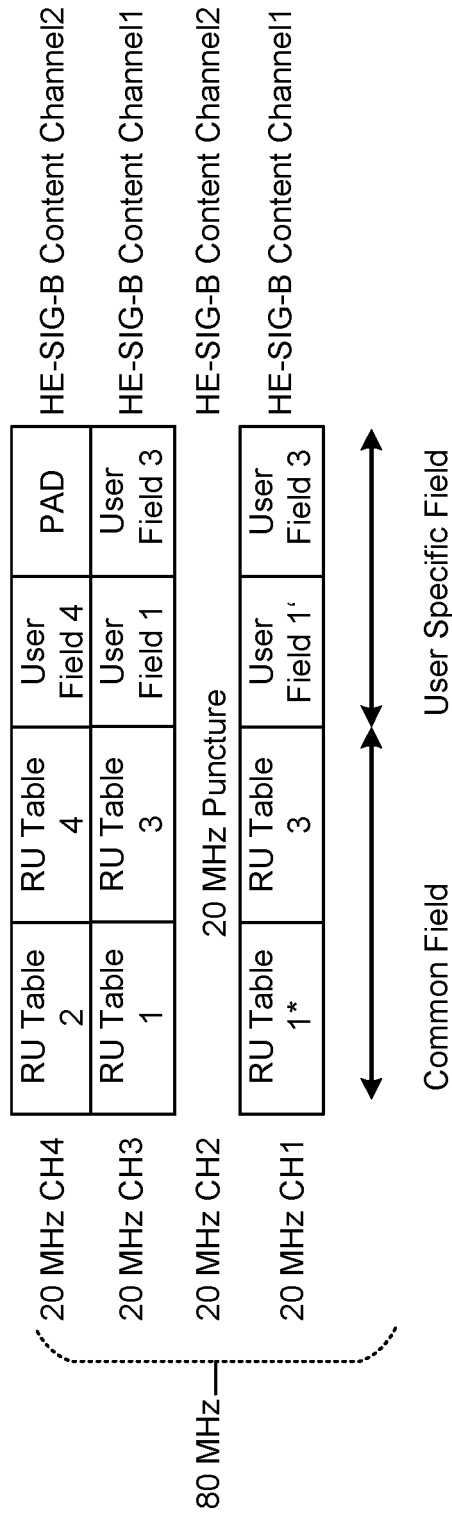 80 MHz
20 MHz CH4
RU Table
2
RU Table
4
User
Field 4
PAD
HE-SIG-B Content Channel2
20 MHz CH3
RU Table
1
RU Table
3
User
Field 1
User
Field 3
HE-SIG-B Content Channel1
20 MHz CH2
20 MHz Puncture
HE-SIG-B Content Channel2
20 MHz CH1
RU Table
1*
RU Table
3
User
Field 1‘
User
Field 3
HE-SIG-B Content Channel1
Common Field
User Specific Field